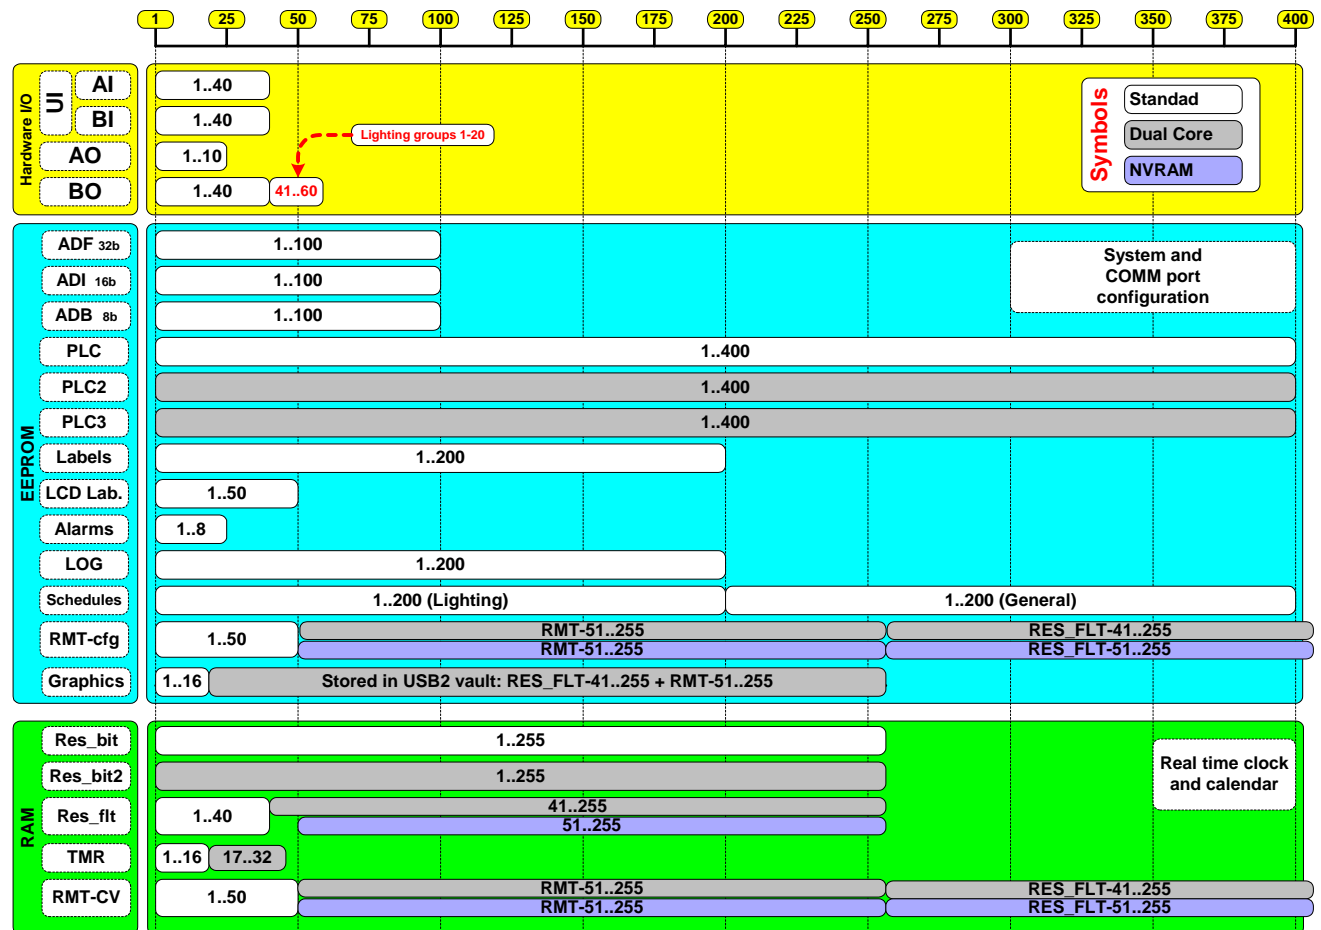 1 25 50 75 100 125 150 175 200 225 250 275 300 325 350 375 400
Hardware I/O
UI
AI
1..40
BI
1..40
Lighting groups 1-20
AO
1..10
BO
1..40
41..60
Symbols
Standad
Dual Core
NVRAM
EEPROM
ADF 32b
1..100
ADI 16b
1..100
ADB 8b
1..100
System and
COMM port
configuration
PLC
1..400
PLC2
1..400
PLC3
1..400
Labels
1..200
LCD Lab.
1..50
Alarms
1..8
LOG
1..200
Schedules
1..200 (Lighting)
1..200 (General)
RMT-cfg
1..50
RMT-51..255
RES_FLT-41..255
RMT-51..255
RES_FLT-51..255
Graphics
1..16
Stored in USB2 vault: RES_FLT-41..255 + RMT-51..255
RAM
Res_bit
1..255
Real time clock
and calendar
Res_bit2
1..255
Res_flt
1..40
41..255
51..255
TMR
1..16
17..32
RMT-CV
1..50
RMT-51..255
RES_FLT-41..255
RMT-51..255
RES_FLT-51..255